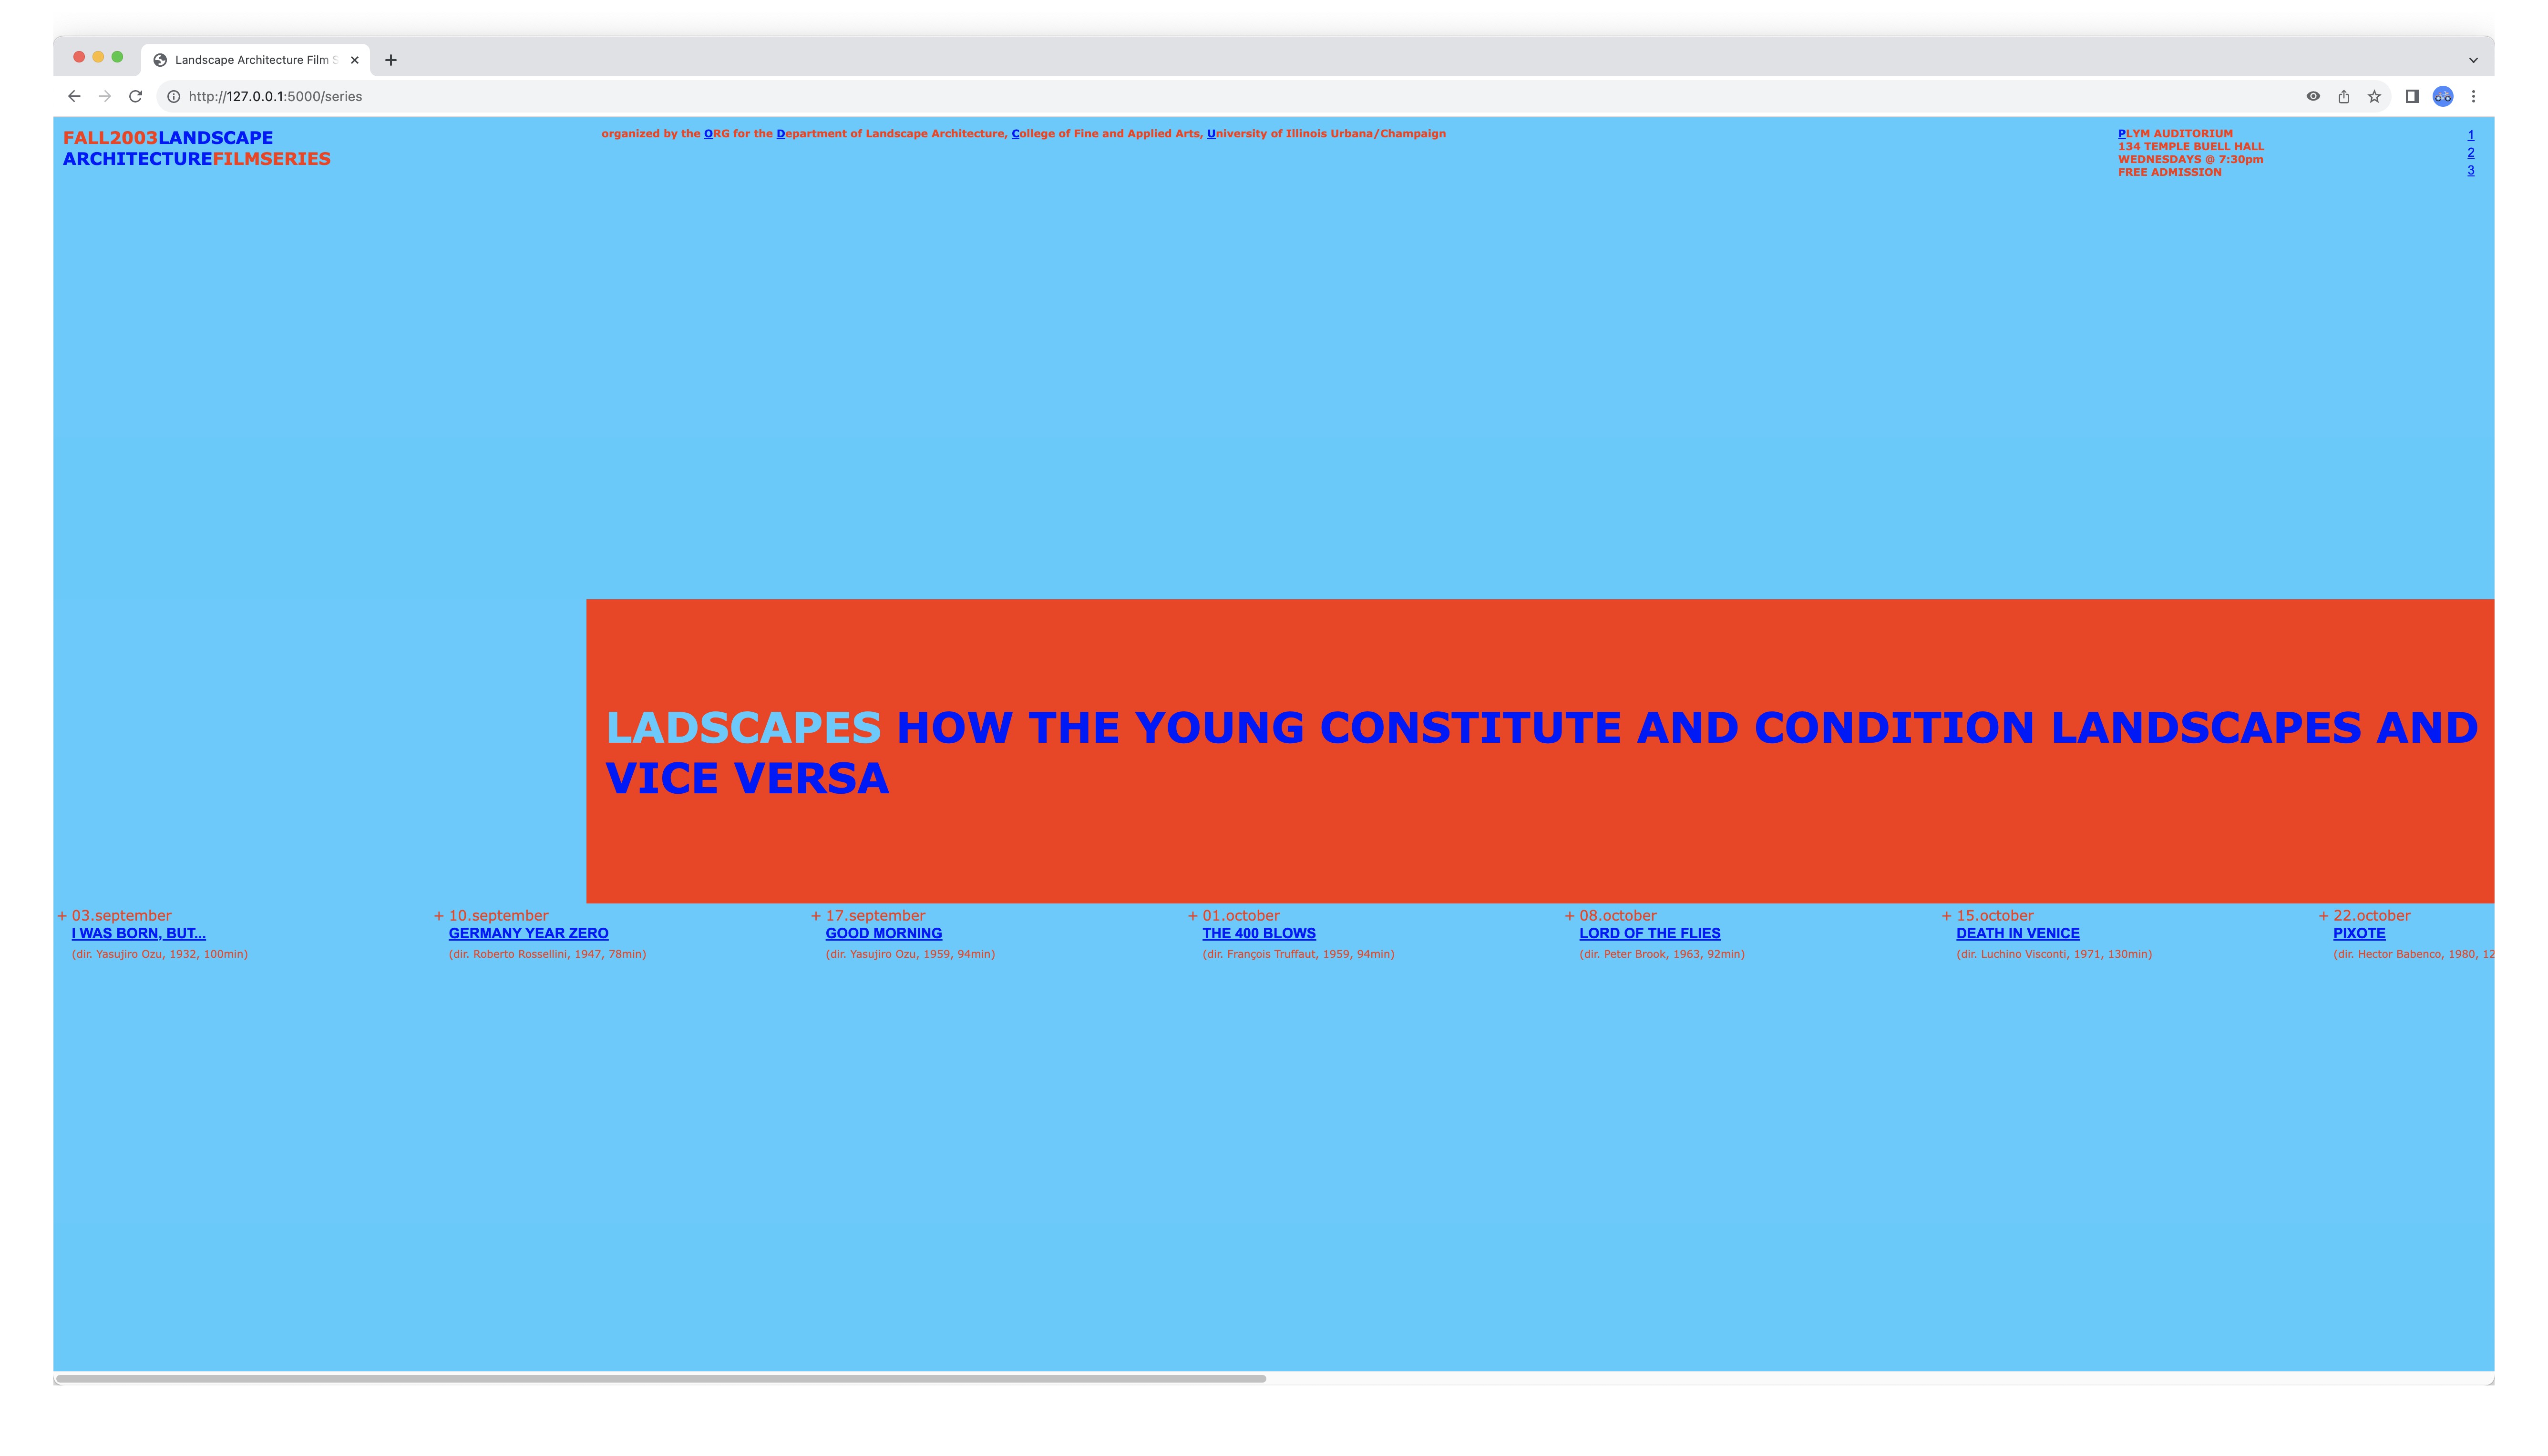 Landscape Architecture Film S
http://127.0.0.1:5000/series
FALL2003LANDSCAPE
ARCHITECTUREFILMSERIES
organized by the ORG for the Department of Landscape Architecture, College of Fine and Applied Arts, University of Illinois Urbana/Champaign
PLYM AUDITORIUM
134 TEMPLE BUELL HALL
WEDNESDAYS @ 7:30pm
FREE ADMISSION
1
2
3
LADSCAPES HOW THE YOUNG CONSTITUTE AND CONDITION LANDSCAPES AND
VICE VERSA
+ 03.september
I WAS BORN, BUT...
(dir. Yasujiro Ozu, 1932, 100min)
+ 10.september
GERMANY YEAR ZERO
(dir. Roberto Rossellini, 1947, 78min)
+ 17.september
GOOD MORNING
(dir. Yasujiro Ozu, 1959, 94min)
+ 01.october
THE 400 BLOWS
(dir. François Truffaut, 1959, 94min)
+ 08.october
LORD OF THE FLIES
(dir. Peter Brook, 1963, 92min)
+ 15.october
DEATH IN VENICE
(dir. Luchino Visconti, 1971, 130min)
+ 22.october
PIXOTE
(dir. Hector Babenco, 1980, 12